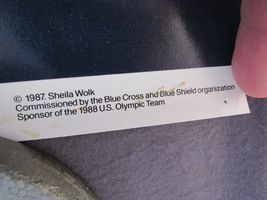 © 1987. Sheila Wolk
Commissioned by the Blue Cross and Blue Shield organization
Sponsor of the 1988 U.S. Olympic Team